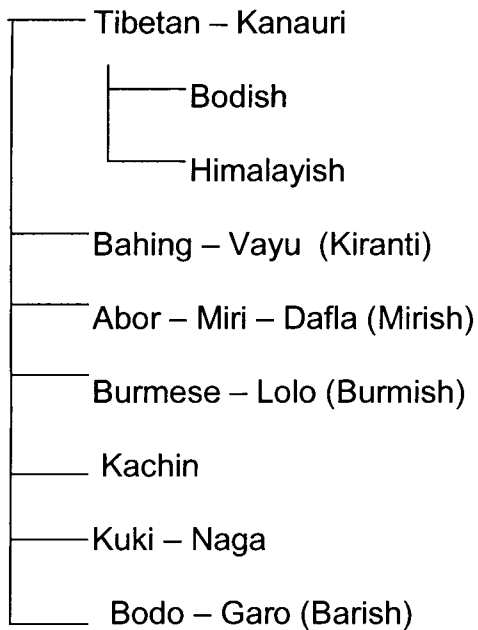 Tibetan – Kanauri
Bodish
Himalayish
Bahing – Vayu (Kiranti)
Abor – Miri – Dafla (Mirish)
Burmese – Lolo (Burmish)
Kachin
Kuki – Naga
Bodo – Garo (Barish)